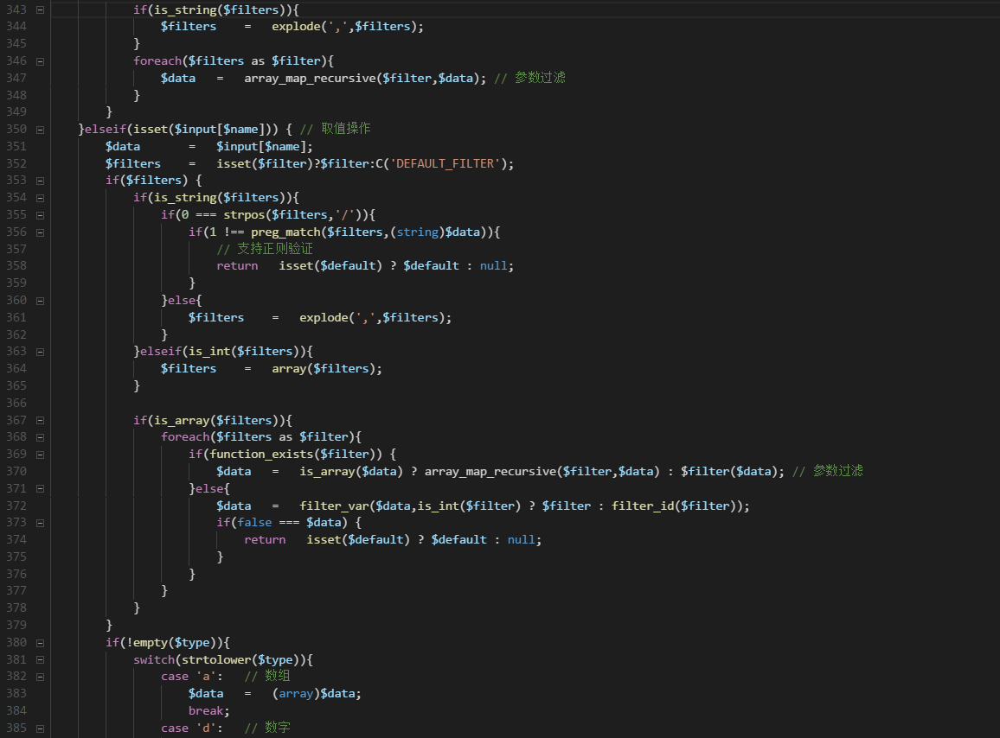 343 if(is_string($filters)){
344 $filters = explode(',',$filters);
345 }
346 foreach($filters as $filter){
347 $data = array_map_recursive($filter,$data); // 参数过滤
348 }
349 }
350 }elseif(isset($input[$name])) { // 取值操作
351 $data = $input[$name];
352 $filters = isset($filter)?$filter:C('DEFAULT_FILTER');
353 if($filters) {
354 if(is_string($filters)){
355 if(0 === strpos($filters,'/')){
356 if(1 !== preg_match($filters,(string)$data)){
357 // 支持正则验证
358 return isset($default) ? $default : null;
359 }
360 }else{
361 $filters = explode(',',$filters);
362 }
363 }elseif(is_int($filters)){
364 $filters = array($filters);
365 }
366
367 if(is_array($filters)){
368 foreach($filters as $filter){
369 if(function_exists($filter)) {
370 $data = is_array($data) ? array_map_recursive($filter,$data) : $filter($data); // 参数过滤
371 }else{
372 $data = filter_var($data,is_int($filter) ? $filter : filter_id($filter));
373 if(false === $data) {
374 return isset($default) ? $default : null;
375 }
376 }
377 }
378 }
379 }
380 if(!empty($type)){
381 switch(strtolower($type)){
382 case 'a': // 数组
383 $data = (array)$data;
384 break;
385 case 'd': // 数字